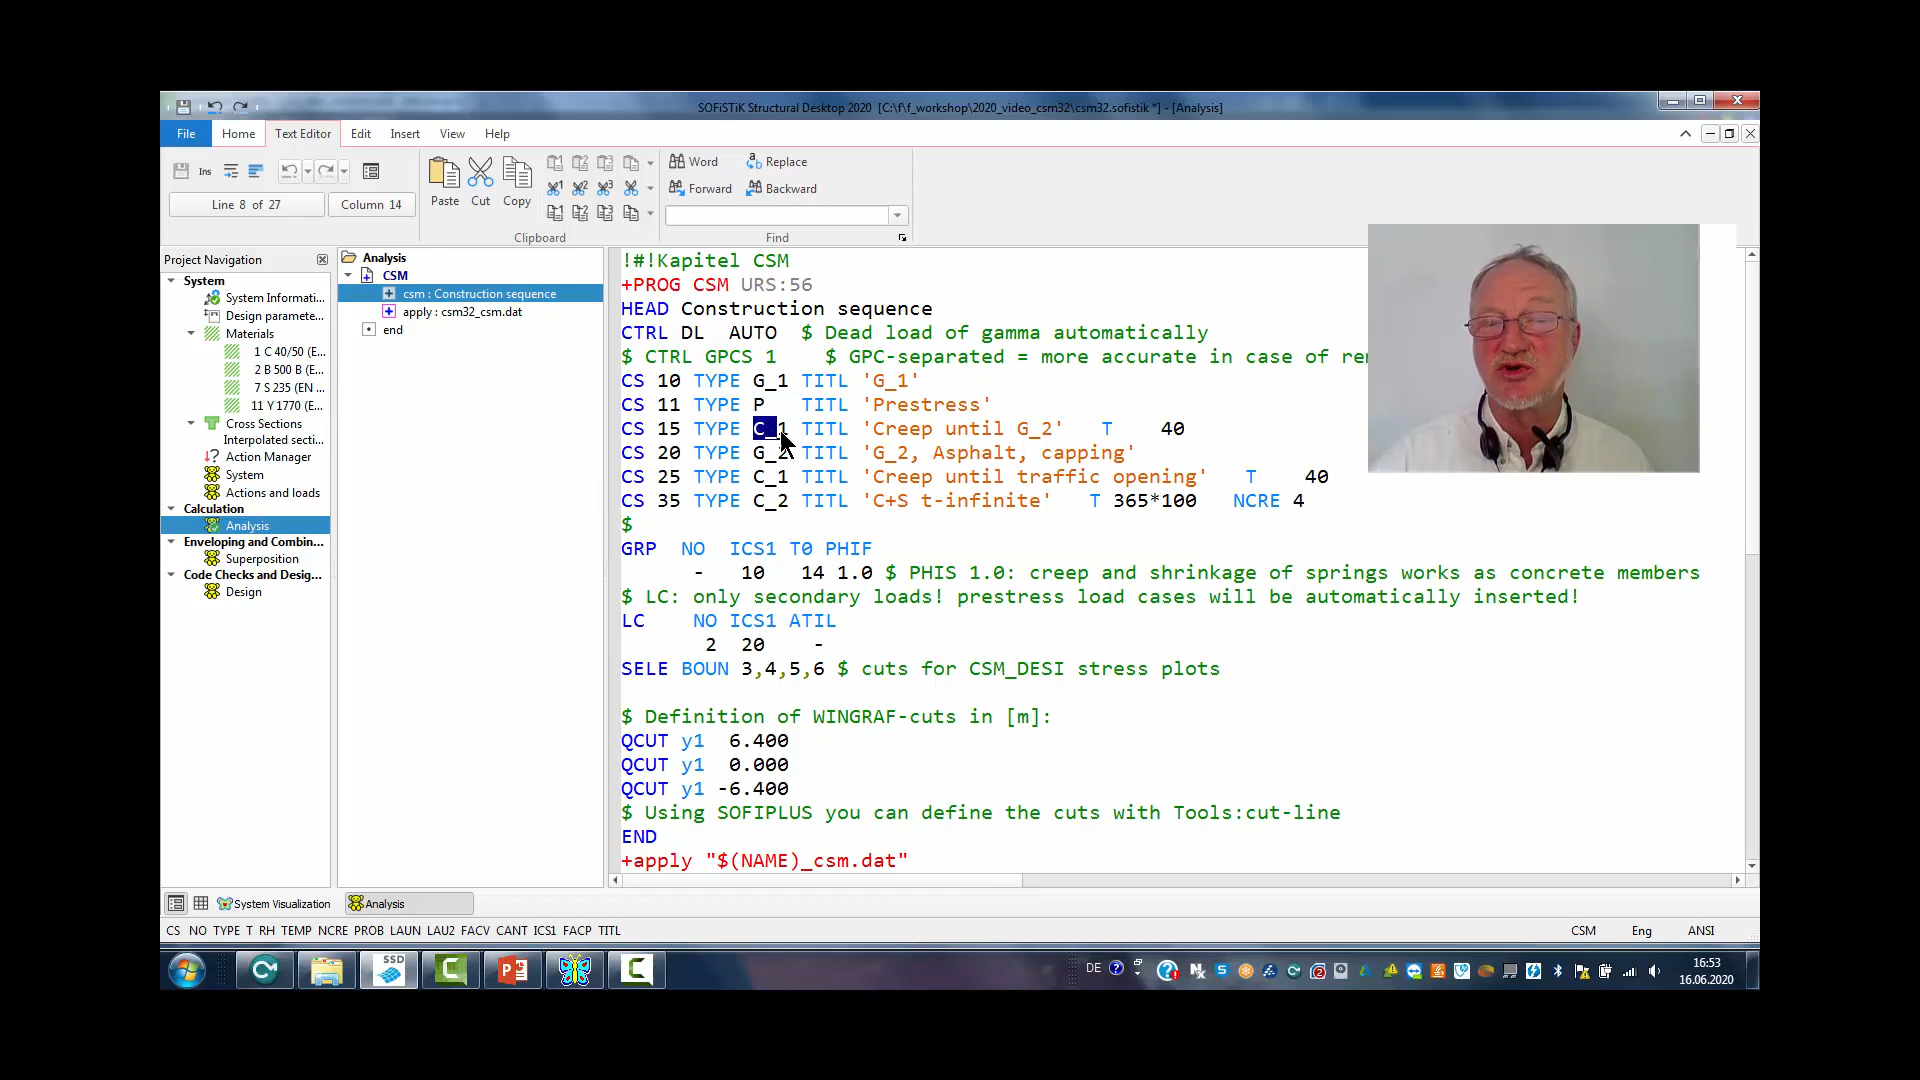 SOFiSTiK Structural Desktop 2020 [C:\f\f_workshop\2020_video_csm32\csm32.sofistik *] - [Analysis]
File Home Text Editor Edit Insert View Help
Ins
Line 8 of 27 Column 14
Paste Cut Copy
Clipboard
Word Replace
Forward Backward
Find
Project Navigation
System
System Informati...
Design paramete...
Materials
1 C 40/50 (E...
2 B 500 B (E...
7 S 235 (EN ...
11 Y 1770 (E...
Cross Sections
Interpolated section
Action Manager
System
Actions and loads
Calculation
Analysis
Enveloping and Combin...
Superposition
Code Checks and Desig...
Design
Analysis
CSM
csm : Construction sequence
apply : csm32_csm.dat
end
!#!Kapitel CSM
+PROG CSM URS:56
HEAD Construction sequence
CTRL DL AUTO $ Dead load of gamma automatically
$ CTRL GPCS 1 $ GPC-separated = more accurate in case of re
CS 10 TYPE G_1 TITL 'G_1'
CS 11 TYPE P TITL 'Prestress'
CS 15 TYPE C_1 TITL 'Creep until G_2' T 40
CS 20 TYPE G_2 TITL 'G_2, Asphalt, capping'
CS 25 TYPE C_1 TITL 'Creep until traffic opening' T 40
CS 35 TYPE C_2 TITL 'C+S t-infinite' T 365*100 NCRE 4
$
GRP NO ICS1 T0 PHIF
- 10 14 1.0 $ PHIS 1.0: creep and shrinkage of springs works as concrete members
$ LC: only secondary loads! prestress load cases will be automatically inserted!
LC NO ICS1 ATIL
2 20 -
SELE BOUN 3,4,5,6 $ cuts for CSM_DESI stress plots
$ Definition of WINGRAF-cuts in [m]:
QCUT y1 6.400
QCUT y1 0.000
QCUT y1 -6.400
$ Using SOFIPLUS you can define the cuts with Tools:cut-line
END
+apply "$(NAME)_csm.dat"
System Visualization Analysis
CS NO TYPE T RH TEMP NCRE PROB LAUN LAU2 FACV CANT ICS1 FACP TITL
CSM Eng ANSI
SSD
DE
16:53
16.06.2020